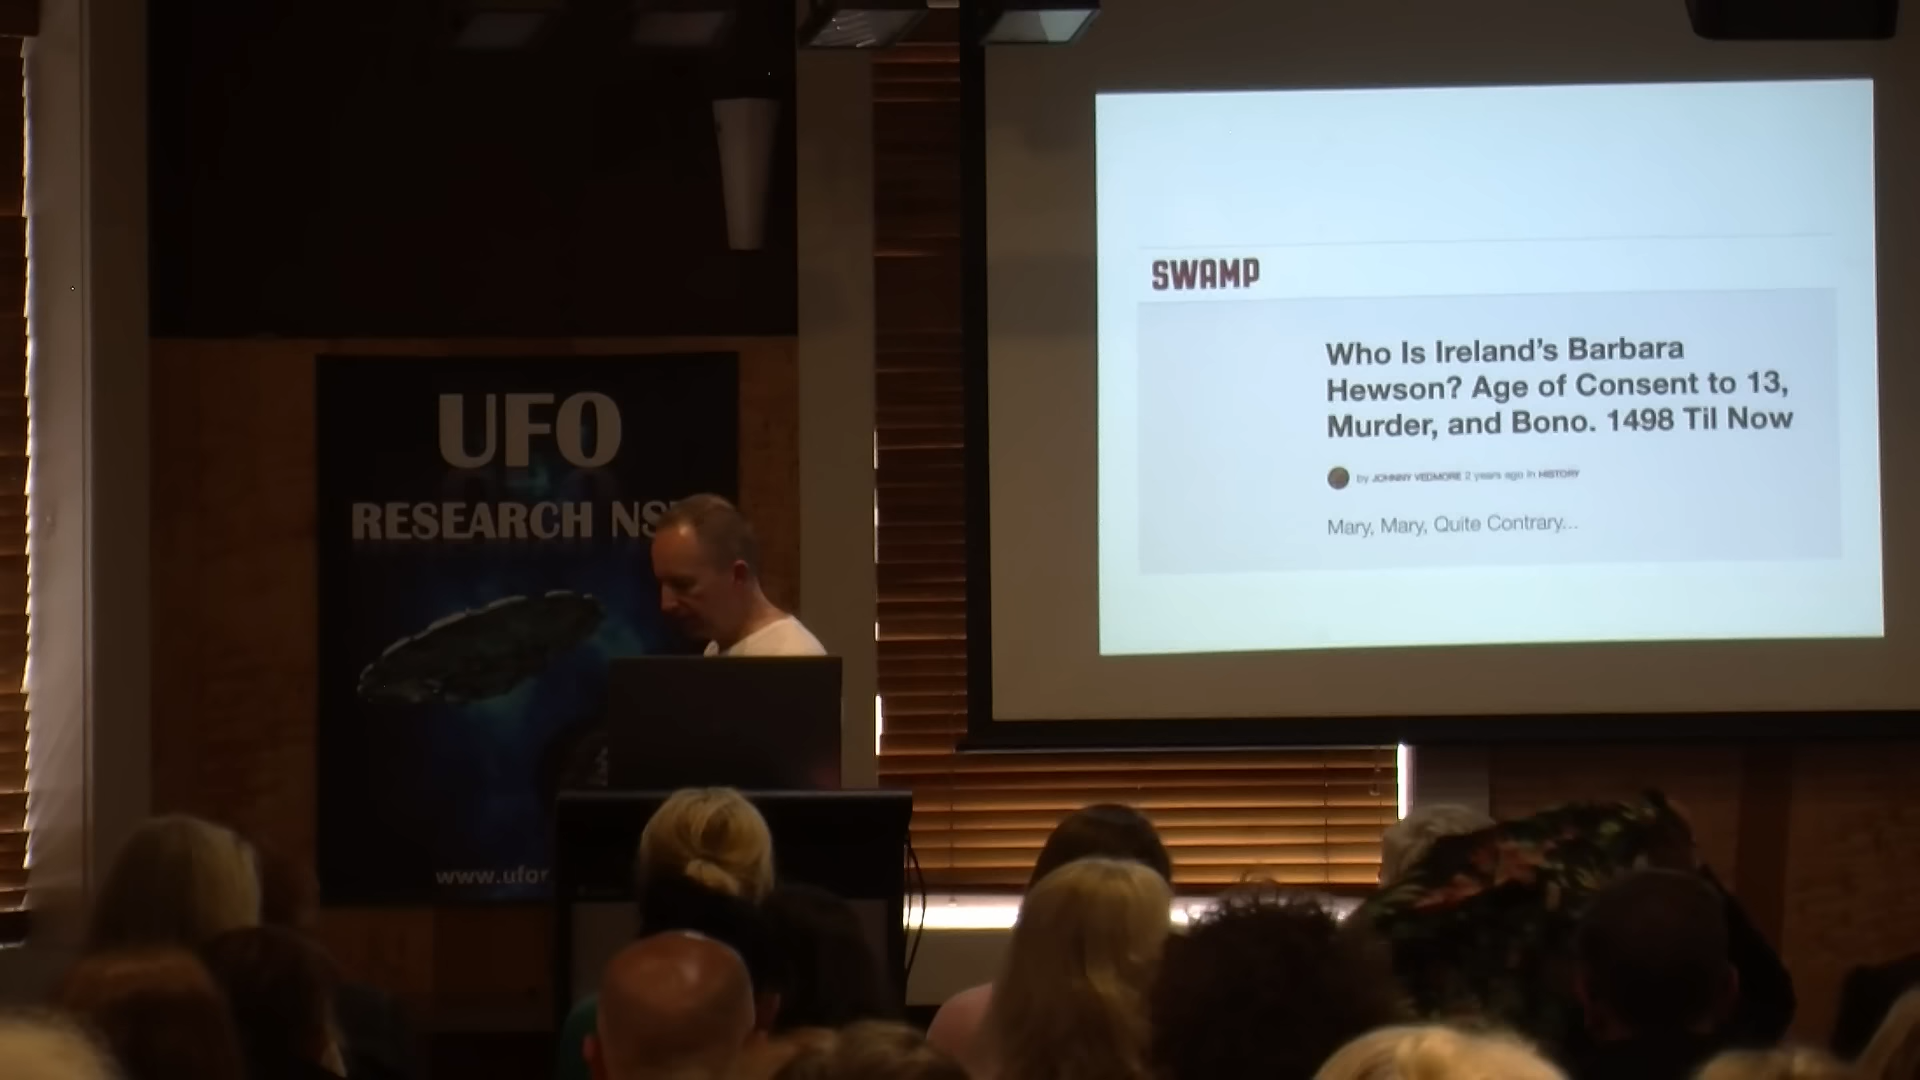 UFO
RESEARCH NS
www.ufor
SWAMP
Who Is Ireland's Barbara
Hewson? Age of Consent to 13,
Murder, and Bono. 1498 Til Now
by JOHNNY VEDMORE 2 years ago in HISTORY
Mary, Mary, Quite Contrary...